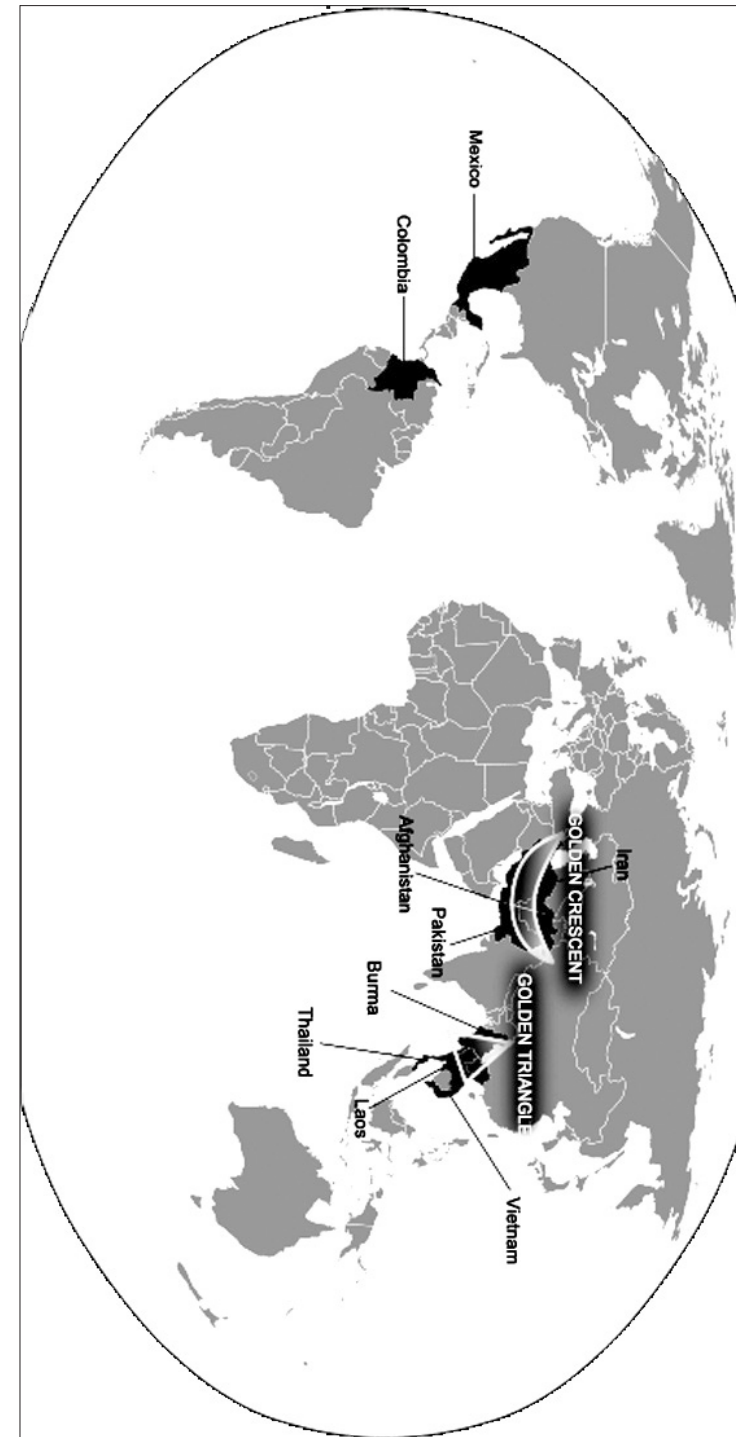 Mexico
Colombia
GOLDEN CRESCENT
Iran
Afghanistan
Pakistan
GOLDEN TRIANGLE
Burma
Thailand
Laos
Vietnam